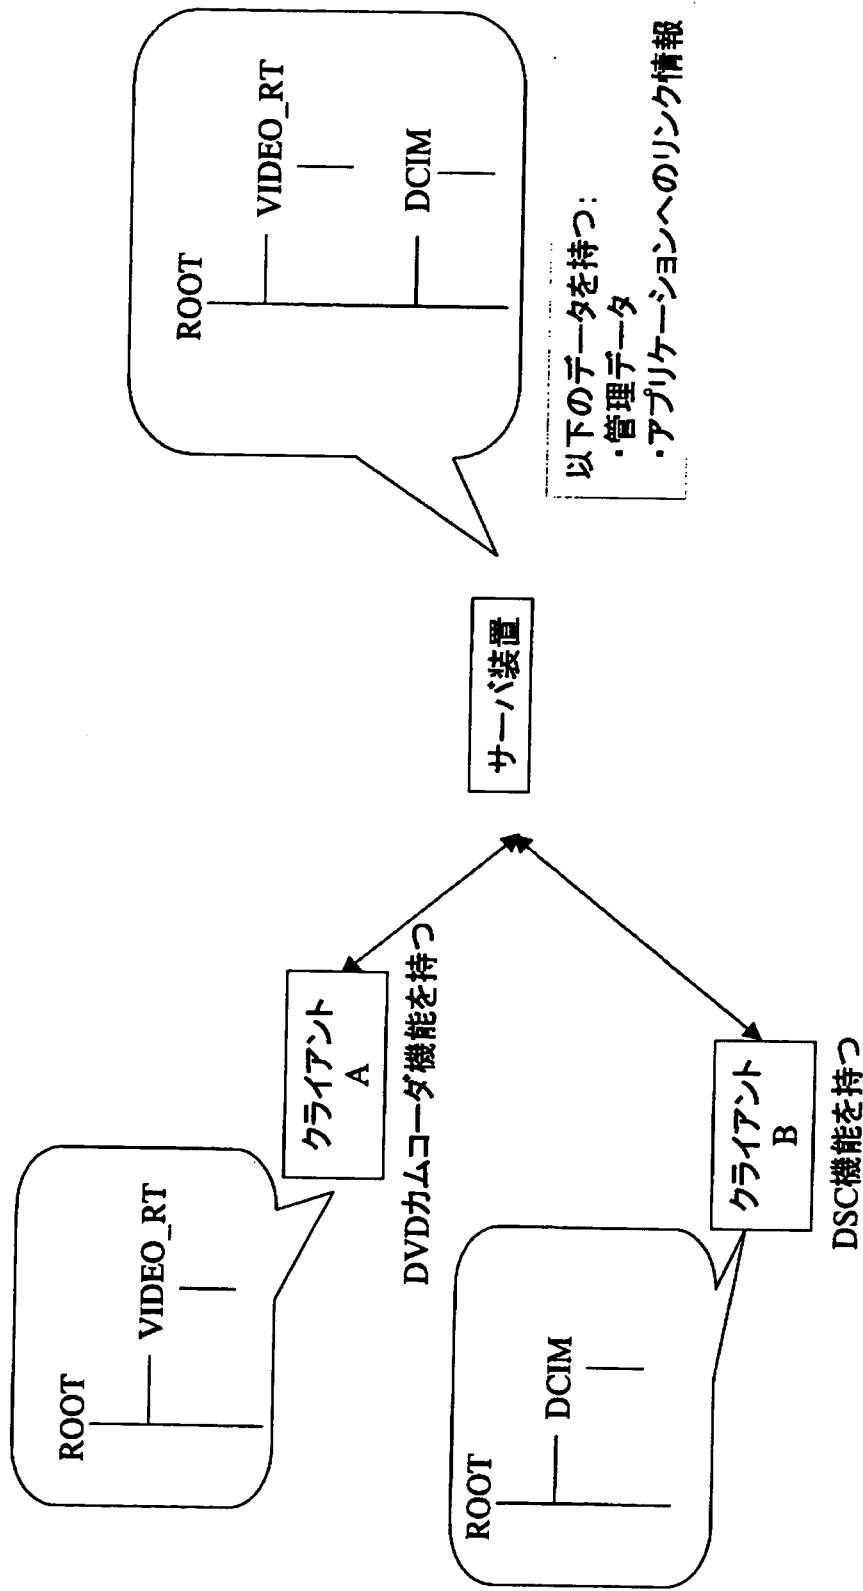 ROOT
VIDEO_RT
クライアント
A
DVDカムコーダ機能を持つ
ROOT
DCIM
クライアント
B
DSC機能を持つ
サーバ装置
ROOT
VIDEO_RT
DCIM
以下のデータを持つ:
・管理データ
・アプリケーションへのリンク情報